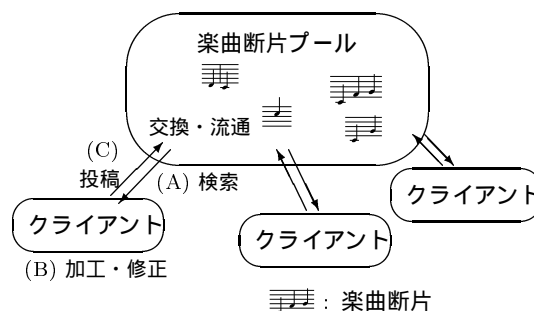 楽曲断片プール
交換・流通
(C)
投稿
(A) 検索
クライアント
クライアント
クライアント
(B) 加工・修正
: 楽曲断片